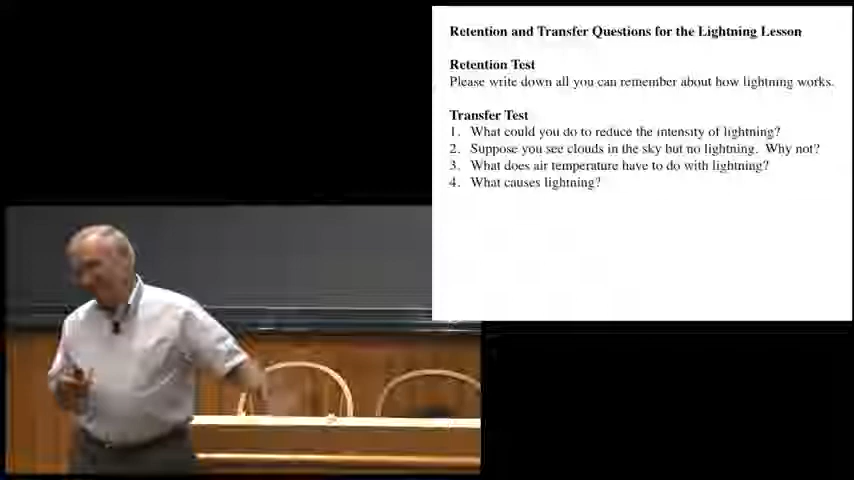 Retention and Transfer Questions for the Lightning Lesson
Retention Test
Please write down all you can remember about how lightning works.
Transfer Test
1. What could you do to reduce the intensity of lightning?
2. Suppose you see clouds in the sky but no lightning. Why not?
3. What does air temperature have to do with lightning?
4. What causes lightning?